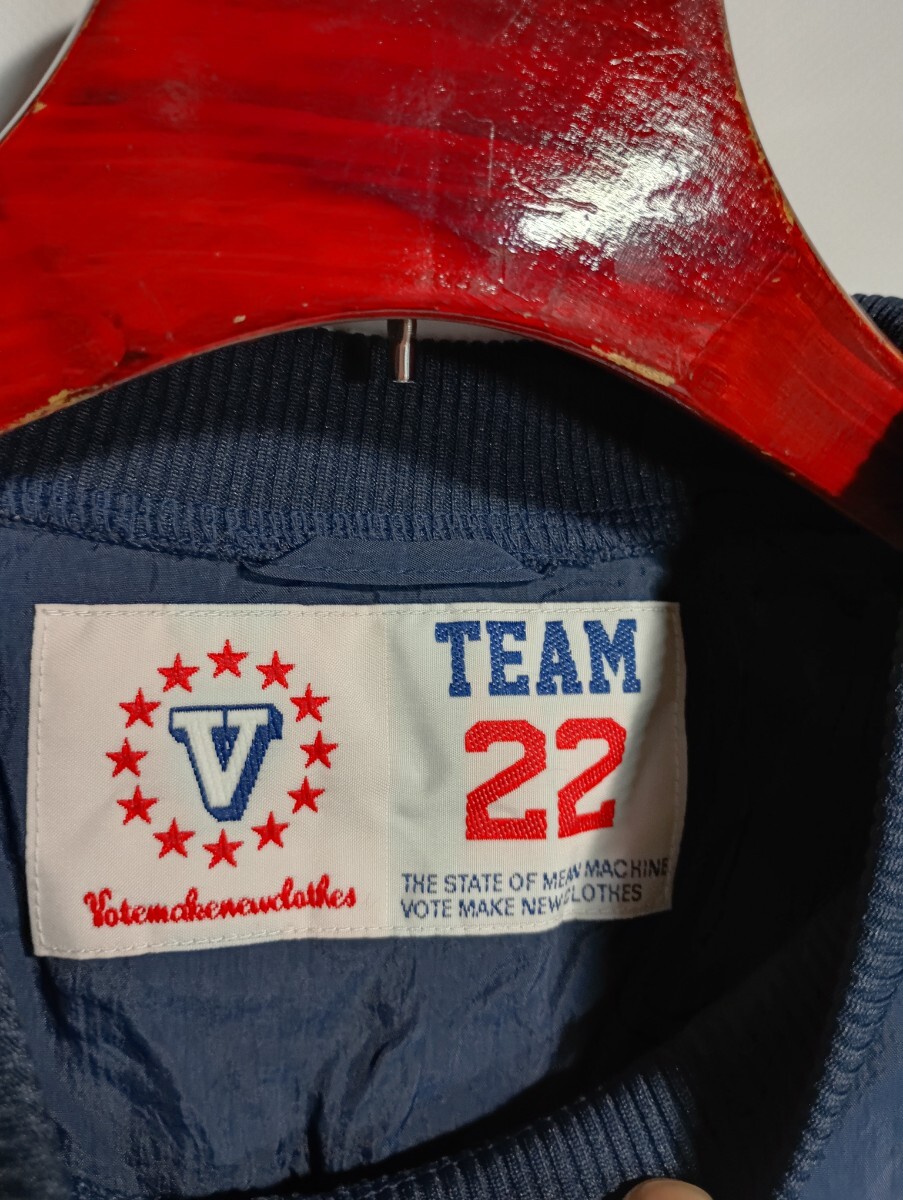 V
Votemakenewclothes
TEAM
22
THE STATE OF MEAN MACHINE
VOTE MAKE NEW CLOTHES